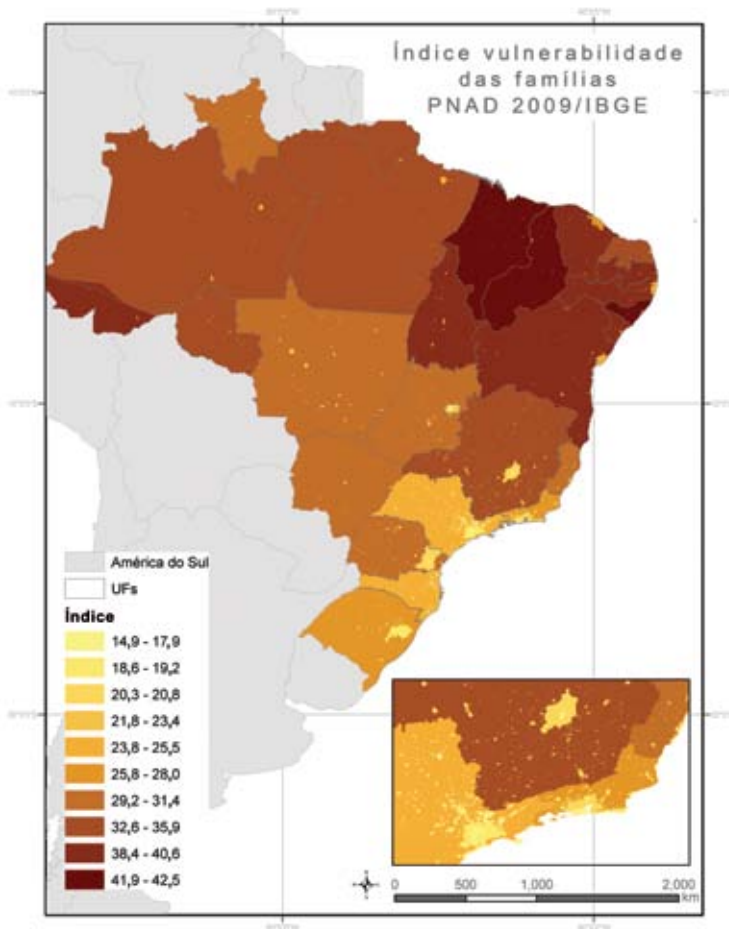 Índice vulnerabilidade
das famílias
PNAD 2009/IBGE
América do Sul
UFs
Índice
14,9 - 17,9
18,6 - 19,2
20,3 - 20,8
21,8 - 23,4
23,8 - 25,5
25,8 - 28,0
29,2 - 31,4
32,6 - 35,9
38,4 - 40,6
41,9 - 42,5
0 500 1,000 2,000
km